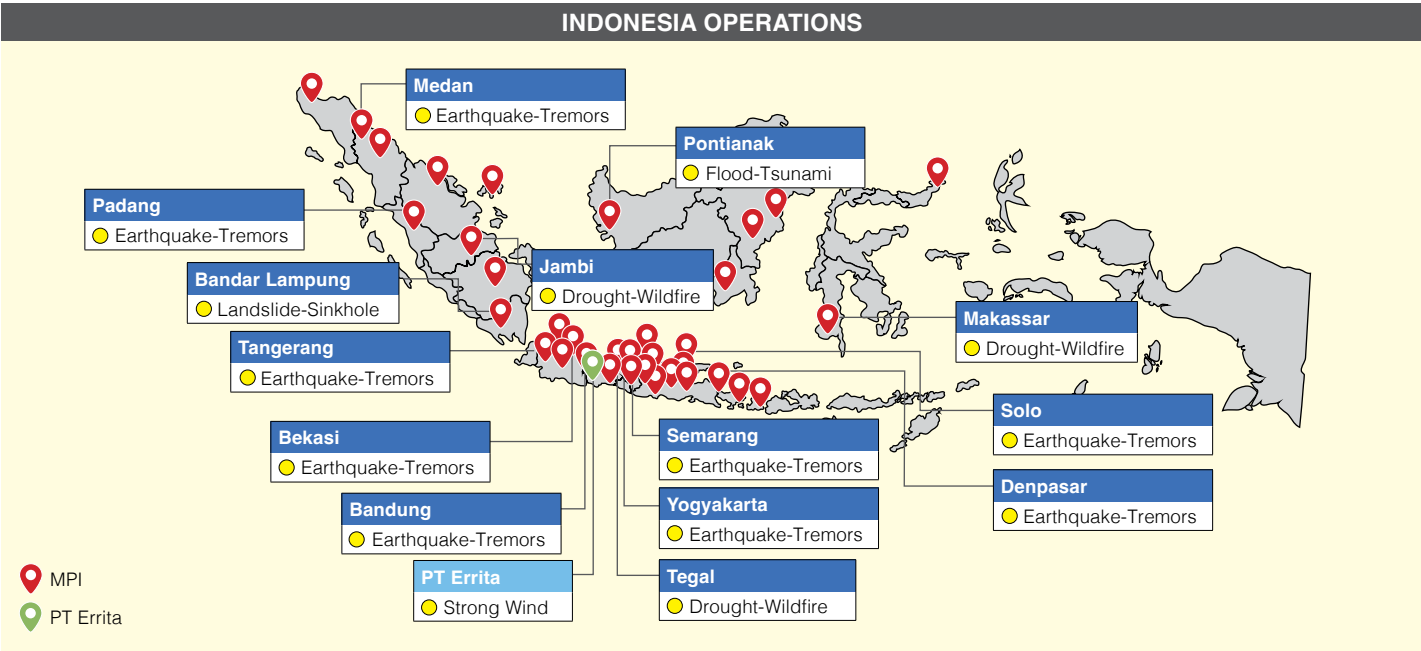 INDONESIA OPERATIONS
Medan
Earthquake-Tremors
Pontianak
Flood-Tsunami
Padang
Earthquake-Tremors
Jambi
Drought-Wildfire
Bandar Lampung
Landslide-Sinkhole
Makassar
Drought-Wildfire
Tangerang
Earthquake-Tremors
Solo
Earthquake-Tremors
Bekasi
Earthquake-Tremors
Semarang
Earthquake-Tremors
Denpasar
Earthquake-Tremors
Bandung
Earthquake-Tremors
Yogyakarta
Earthquake-Tremors
PT Errita
Strong Wind
Tegal
Drought-Wildfire
MPI
PT Errita